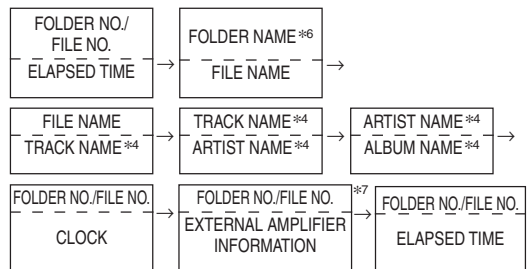 FOLDER NO./
FILE NO.
ELAPSED TIME
→
FOLDER NAME*6
FILE NAME
→
FILE NAME
TRACK NAME*4
→
TRACK NAME*4
ARTIST NAME*4
→
ARTIST NAME*4
ALBUM NAME*4
→
FOLDER NO./FILE NO.
CLOCK
→
FOLDER NO./FILE NO.
EXTERNAL AMPLIFIER
INFORMATION
*7
→
FOLDER NO./FILE NO.
ELAPSED TIME